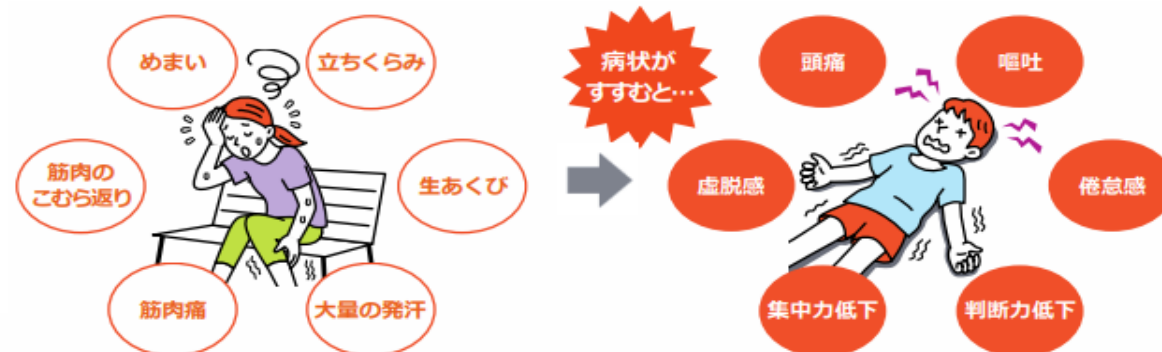 めまい
立ちくらみ
筋肉の
こむら返り
生あくび
筋肉痛
大量の発汗
病状が
すすむと…
頭痛
嘔吐
虚脱感
倦怠感
集中力低下
判断力低下